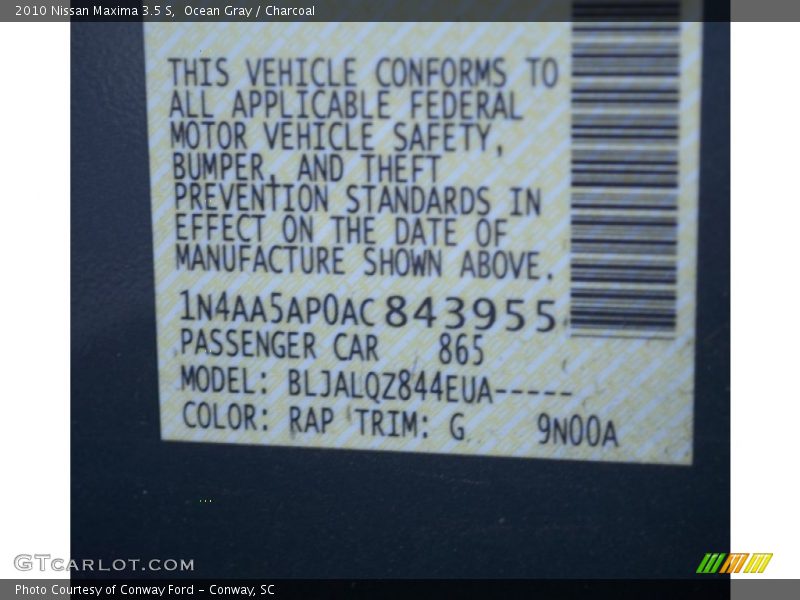 2010 Nissan Maxima 3.5 S,  Ocean Gray / Charcoal
THIS VEHICLE CONFORMS TO
ALL APPLICABLE FEDERAL
MOTOR VEHICLE SAFETY,
BUMPER, AND THEFT
PREVENTION STANDARDS IN
EFFECT ON THE DATE OF
MANUFACTURE SHOWN ABOVE.
1N4AA5AP0AC843955
PASSENGER CAR 865
MODEL: BLJALQZ844EUA-----
COLOR: RAP TRIM: G 9N00A
GTCARLOT.COM
Photo Courtesy of Conway Ford - Conway, SC